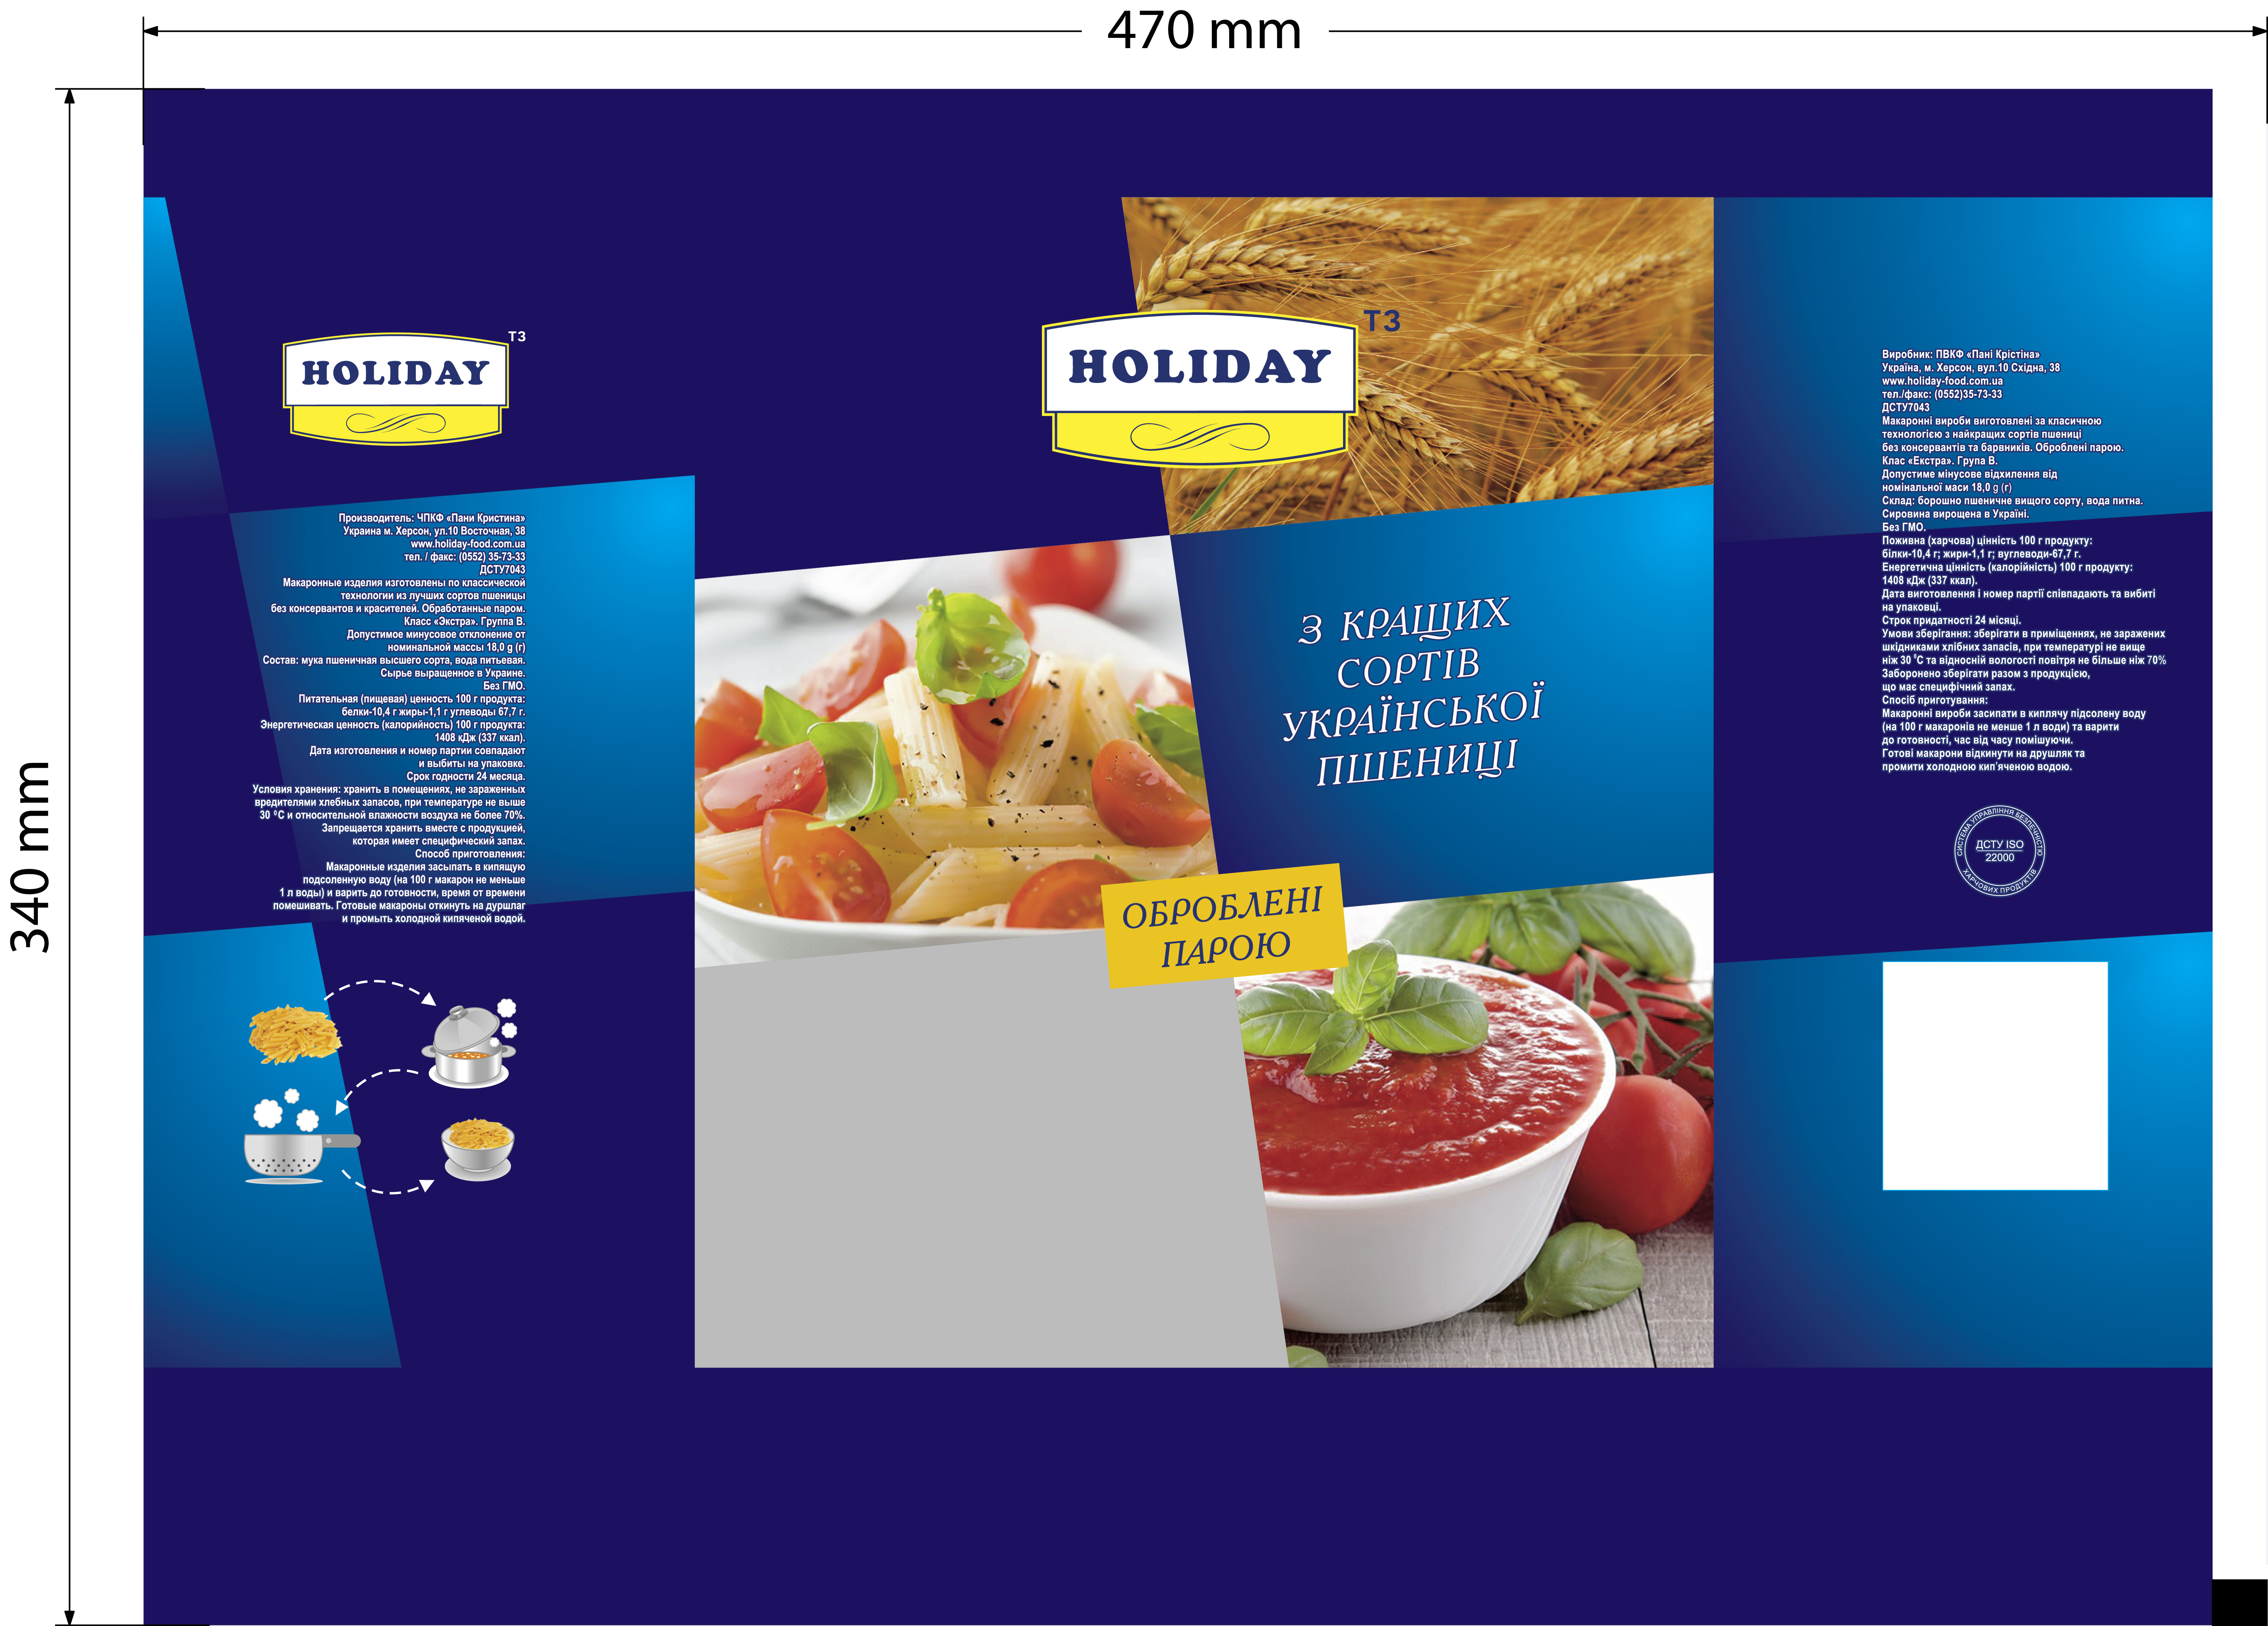 470 mm
340 mm
HOLIDAY
ТЗ
Производитель: ЧПКФ «Пани Кристина»
Украина м. Херсон, ул.10 Восточная, 38
www.holiday-food.com.ua
тел. / факс: (0552) 35-73-33
ДСТУ7043
Макаронные изделия изготовлены по классической
технологии из лучших сортов пшеницы
без консервантов и красителей. Обработанные паром.
Класс «Экстра». Группа В.
Допустимое минусовое отклонение от
номинальной массы 18,0 g (г)
Состав: мука пшеничная высшего сорта, вода питьевая.
Сырье выращенное в Украине.
Без ГМО.
Питательная (пищевая) ценность 100 г продукта:
белки-10,4 г жиры-1,1 г углеводы 67,7 г.
Энергетическая ценность (калорийность) 100 г продукта:
1408 кДж (337 ккал).
Дата изготовления и номер партии совпадают
и выбиты на упаковке.
Срок годности 24 месяца.
Условия хранения: хранить в помещениях, не зараженных
вредителями хлебных запасов, при температуре не выше
30 ºС и относительной влажности воздуха не более 70%.
Запрещается хранить вместе с продукцией,
которая имеет специфический запах.
Способ приготовления:
Макаронные изделия засыпать в кипящую
подсоленную воду (на 100 г макарон не меньше
1 л воды) и варить до готовности, время от времени
помешивать. Готовые макароны откинуть на дуршлаг
и промыть холодной кипяченой водой.
HOLIDAY
ТЗ
З КРАЩИХ
СОРТІВ
УКРАЇНСЬКОЇ
ПШЕНИЦІ
ОБРОБЛЕНІ
ПАРОЮ
Виробник: ПВКФ «Пані Крістіна»
Україна, м. Херсон, вул.10 Східна, 38
www.holiday-food.com.ua
тел./факс: (0552)35-73-33
ДСТУ7043
Макаронні вироби виготовлені за класичною
технологією з найкращих сортів пшениці
без консервантів та барвників. Оброблені парою.
Клас «Екстра». Група В.
Допустиме мінусове відхилення від
номінальної маси 18,0 g (г)
Склад: борошно пшеничне вищого сорту, вода питна.
Сировина вирощена в Україні.
Без ГМО.
Поживна (харчова) цінність 100 г продукту:
білки-10,4 г; жири-1,1 г; вуглеводи-67,7 г.
Енергетична цінність (калорійність) 100 г продукту:
1408 кДж (337 ккал).
Дата виготовлення і номер партії співпадають та вибиті
на упаковці.
Строк придатності 24 місяці.
Умови зберігання: зберігати в приміщеннях, не заражених
шкідниками хлібних запасів, при температурі не вище
ніж 30 °С та відносній вологості повітря не більше ніж 70%
Заборонено зберігати разом з продукцією,
що має специфічний запах.
Спосіб приготування:
Макаронні вироби засипати в киплячу підсолену воду
(на 100 г макаронів не менше 1 л води) та варити
до готовності, час від часу помішуючи.
Готові макарони відкинути на друшляк та
промити холодною кип'яченою водою.
СИСТЕМА УПРАВЛІННЯ БЕЗПЕЧНІСТЮ
ДСТУ ISO
22000
ХАРЧОВИХ ПРОДУКТІВ